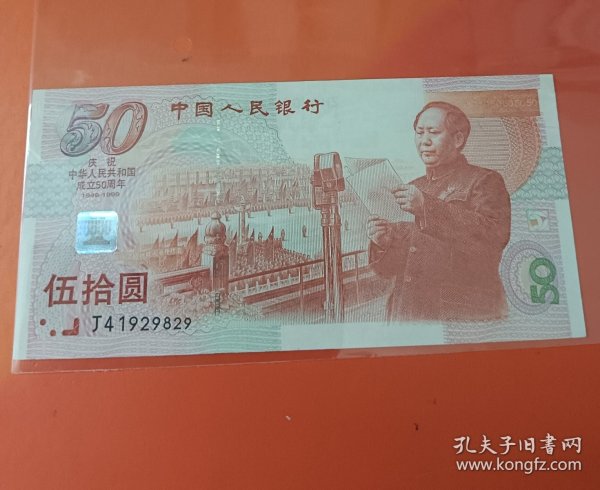 50
中国人民银行
庆祝
中华人民共和国
成立50周年
1949-1999
伍拾圆
J41929829
50
孔夫子旧书网
www.kongfz.com